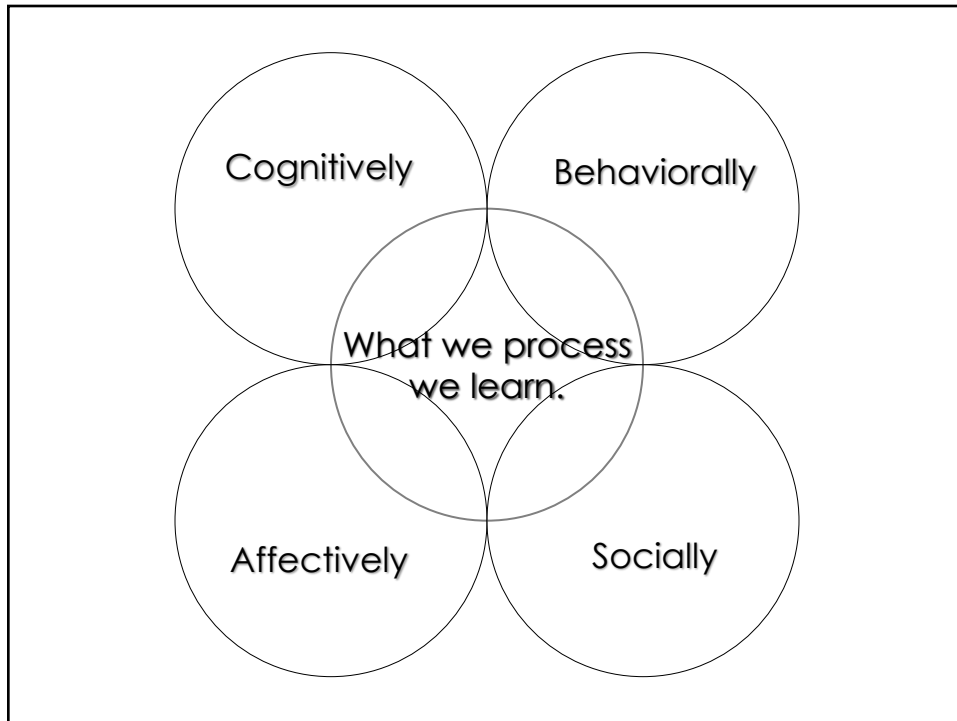 Cognitively
Behaviorally
What we process
we learn.
Affectively
Socially